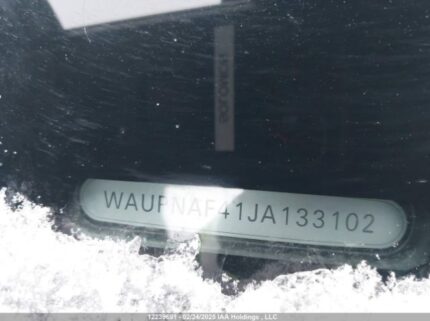 WAUFNAF41JA133102
12239691 - 02/24/2025 IAA Holdings , LLC